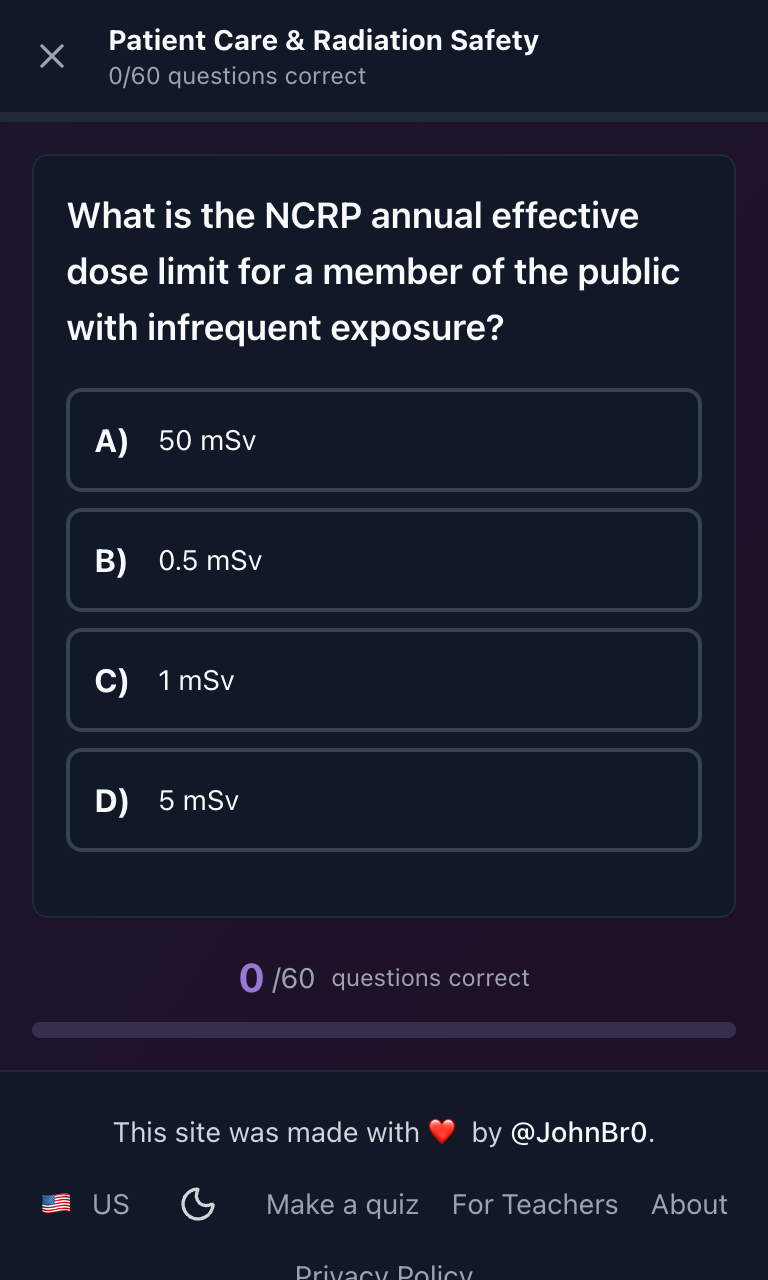 Patient Care & Radiation Safety
0/60 questions correct
What is the NCRP annual effective
dose limit for a member of the public
with infrequent exposure?
A) 50 mSv
B) 0.5 mSv
C) 1 mSv
D) 5 mSv
0 /60 questions correct
This site was made with ❤️ by @JohnBr0.
🇺🇸 US Make a quiz For Teachers About
Privacy Policy